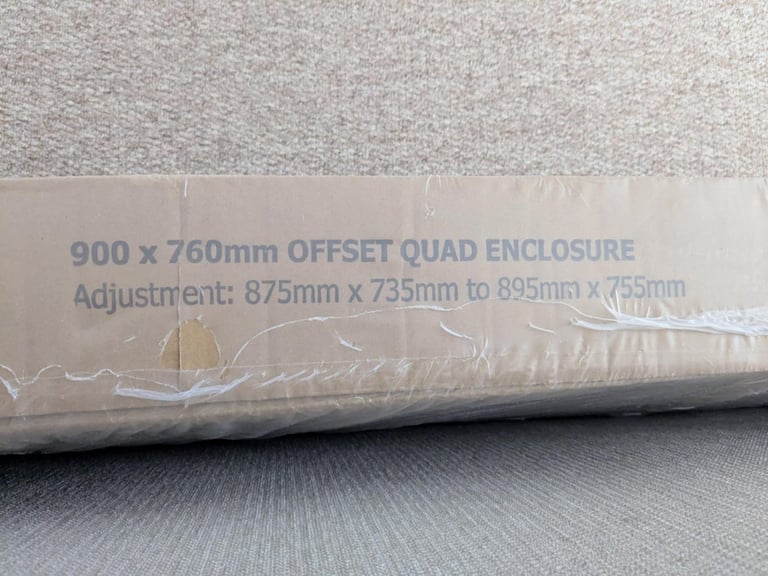 900 x 760mm OFFSET QUAD ENCLOSURE
Adjustment: 875mm x 735mm to 895mm x 755mm